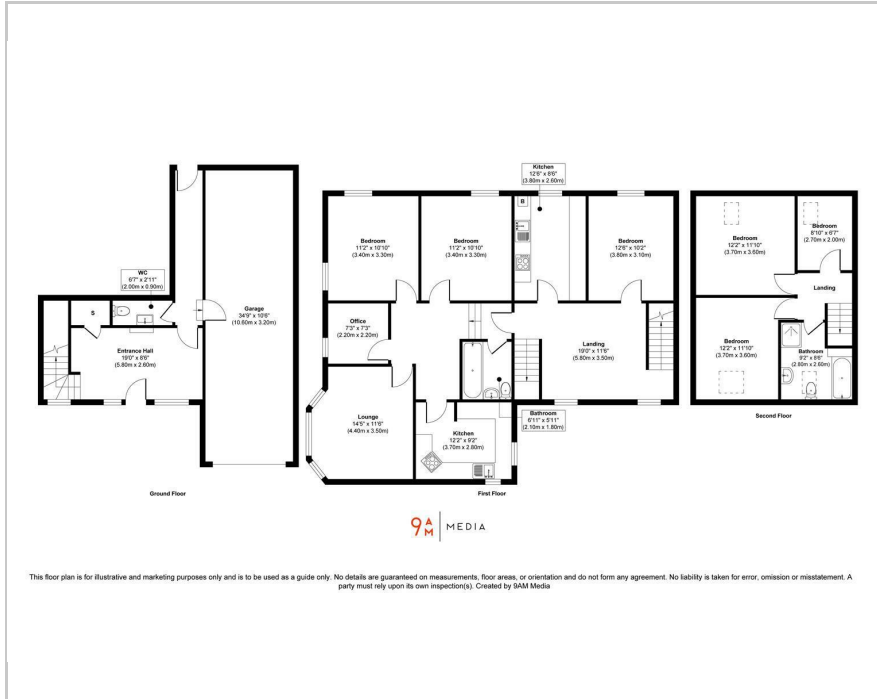 WC
6'7" x 2'11"
(2.00m x 0.90m)
S
Entrance Hall
19'0" x 8'6"
(5.80m x 2.60m)
Garage
34'9" x 10'6"
(10.60m x 3.20m)
Ground Floor
Kitchen
12'6" x 8'6"
(3.80m x 2.60m)
B
Bedroom
11'2" x 10'10"
(3.40m x 3.30m)
Bedroom
11'2" x 10'10"
(3.40m x 3.30m)
Bedroom
12'6" x 10'2"
(3.80m x 3.10m)
Office
7'3" x 7'3"
(2.20m x 2.20m)
Landing
19'0" x 11'6"
(5.80m x 3.50m)
Lounge
14'5" x 11'6"
(4.40m x 3.50m)
Kitchen
12'2" x 9'2"
(3.70m x 2.80m)
Bathroom
6'11" x 5'11"
(2.10m x 1.80m)
First Floor
Bedroom
12'2" x 11'10"
(3.70m x 3.60m)
Bedroom
8'10" x 6'7"
(2.70m x 2.00m)
Landing
Bedroom
12'2" x 11'10"
(3.70m x 3.60m)
Bathroom
9'2" x 8'6"
(2.80m x 2.60m)
Second Floor
9AM MEDIA
This floor plan is for illustrative and marketing purposes only and is to be used as a guide only. No details are guaranteed on measurements, floor areas, or orientation and do not form any agreement. No liability is taken for error, omission or misstatement. A
party must rely upon its own inspection(s). Created by 9AM Media